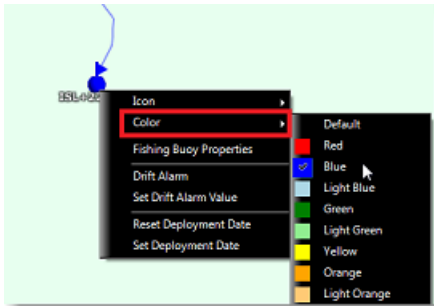 Icon
Color
Fishing Buoy Properties
Drift Alarm
Set Drift Alarm Value
Reset Deployment Date
Set Deployment Date
Default
Red
Blue
Light Blue
Green
Light Green
Yellow
Orange
Light Orange